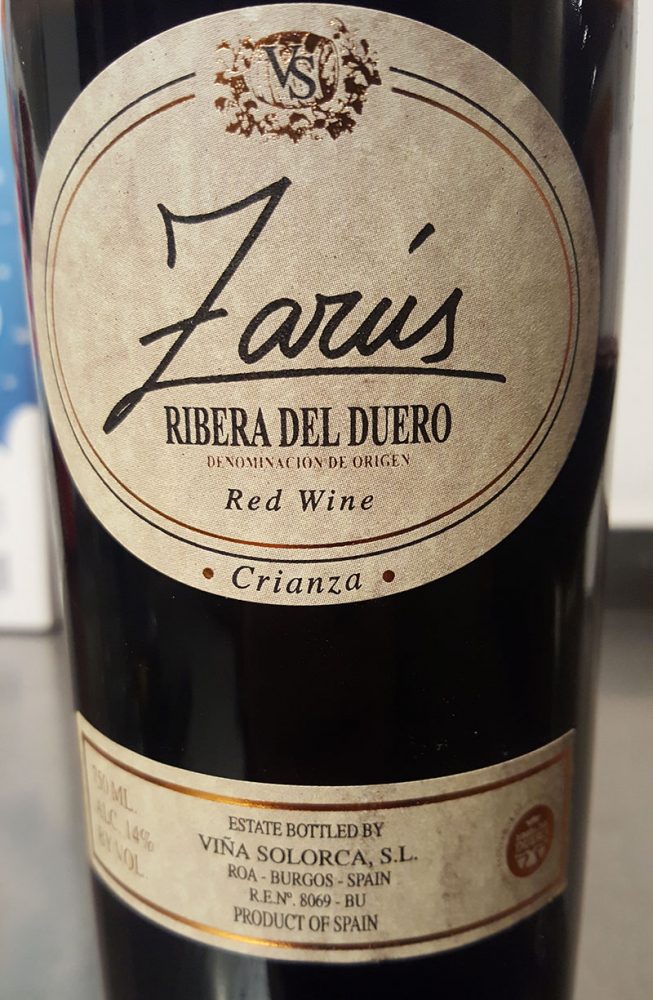 VS
Zarús
RIBERA DEL DUERO
DENOMINACIÓN DE ORIGEN
Red Wine
• Crianza •
750 ML.
ALC. 14%
BY VOL.
ESTATE BOTTLED BY
VIÑA SOLORCA, S.L.
ROA - BURGOS - SPAIN
R.E.Nº. 8069 - BU
PRODUCT OF SPAIN